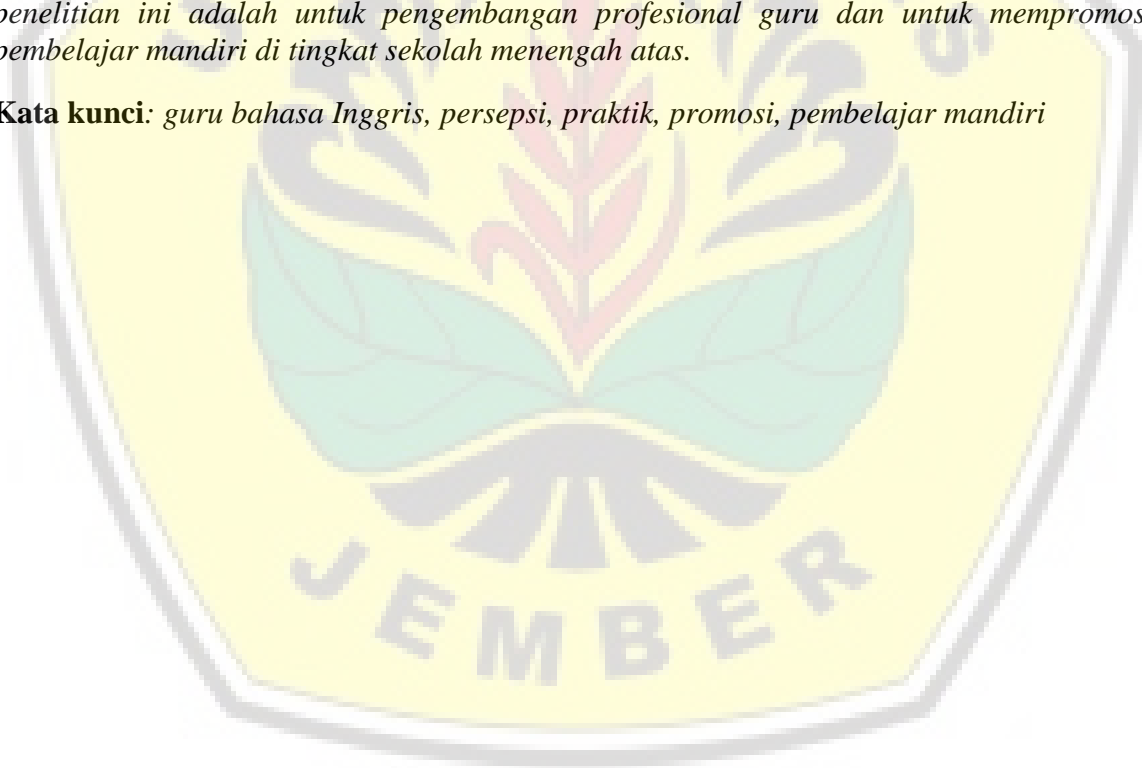 penelitian ini adalah untuk pengembangan profesional guru dan untuk mempromos
pembelajar mandiri di tingkat sekolah menengah atas.
Kata kunci: guru bahasa Inggris, persepsi, praktik, promosi, pembelajar mandiri
S
JEMBER